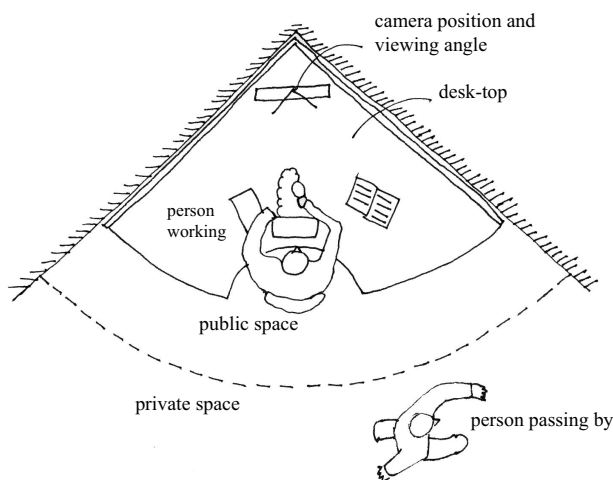 camera position and
viewing angle
desk-top
person
working
public space
private space
person passing by